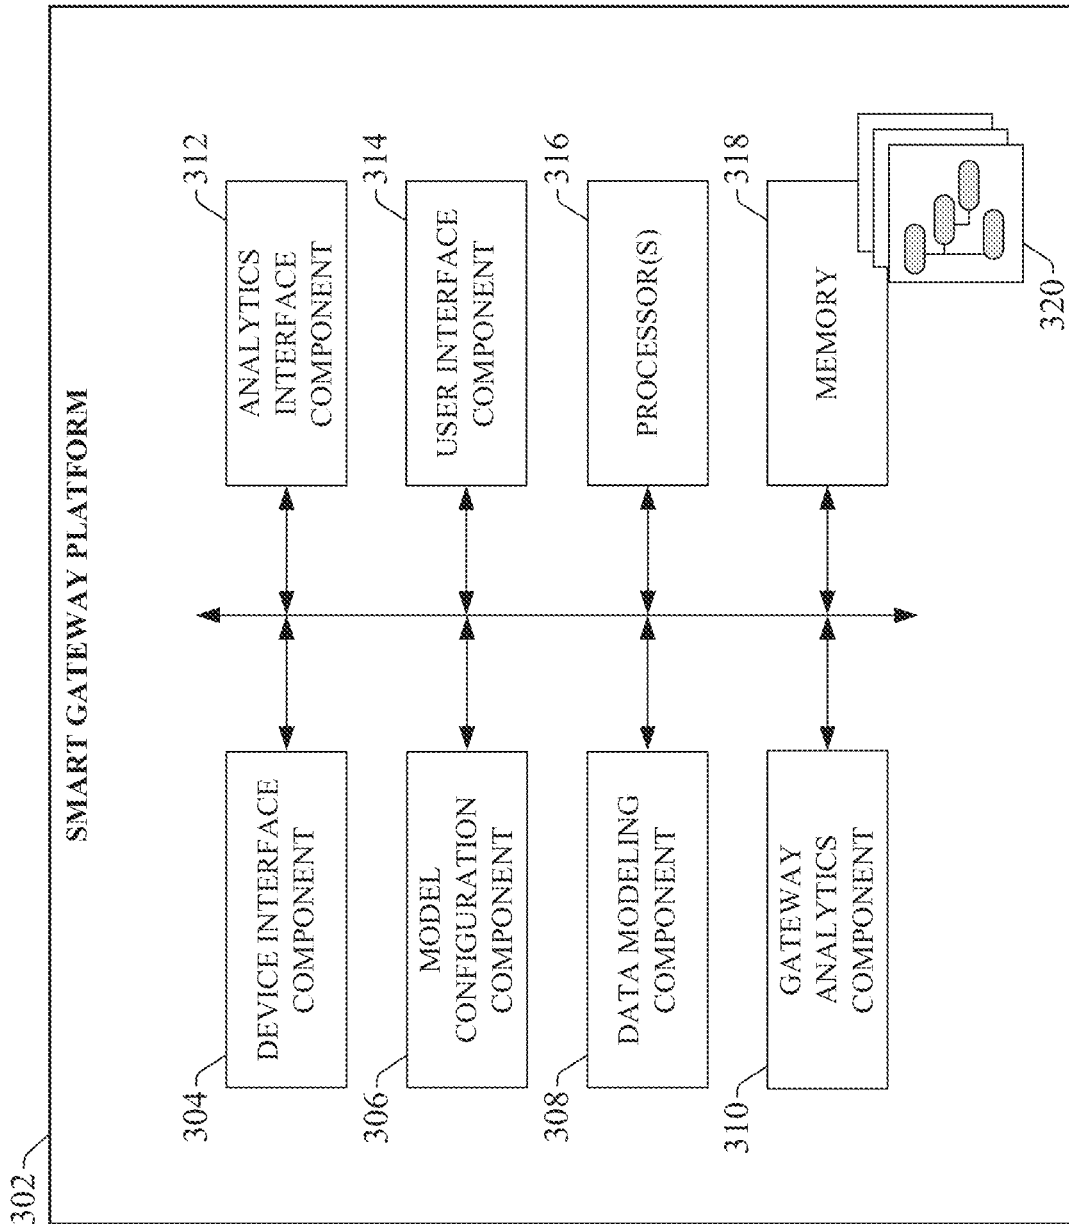 302
SMART GATEWAY PLATFORM
304
DEVICE INTERFACE
COMPONENT
306
MODEL
CONFIGURATION
COMPONENT
308
DATA MODELING
COMPONENT
310
GATEWAY
ANALYTICS
COMPONENT
312
ANALYTICS
INTERFACE
COMPONENT
314
USER INTERFACE
COMPONENT
316
PROCESSOR(S)
318
MEMORY
320